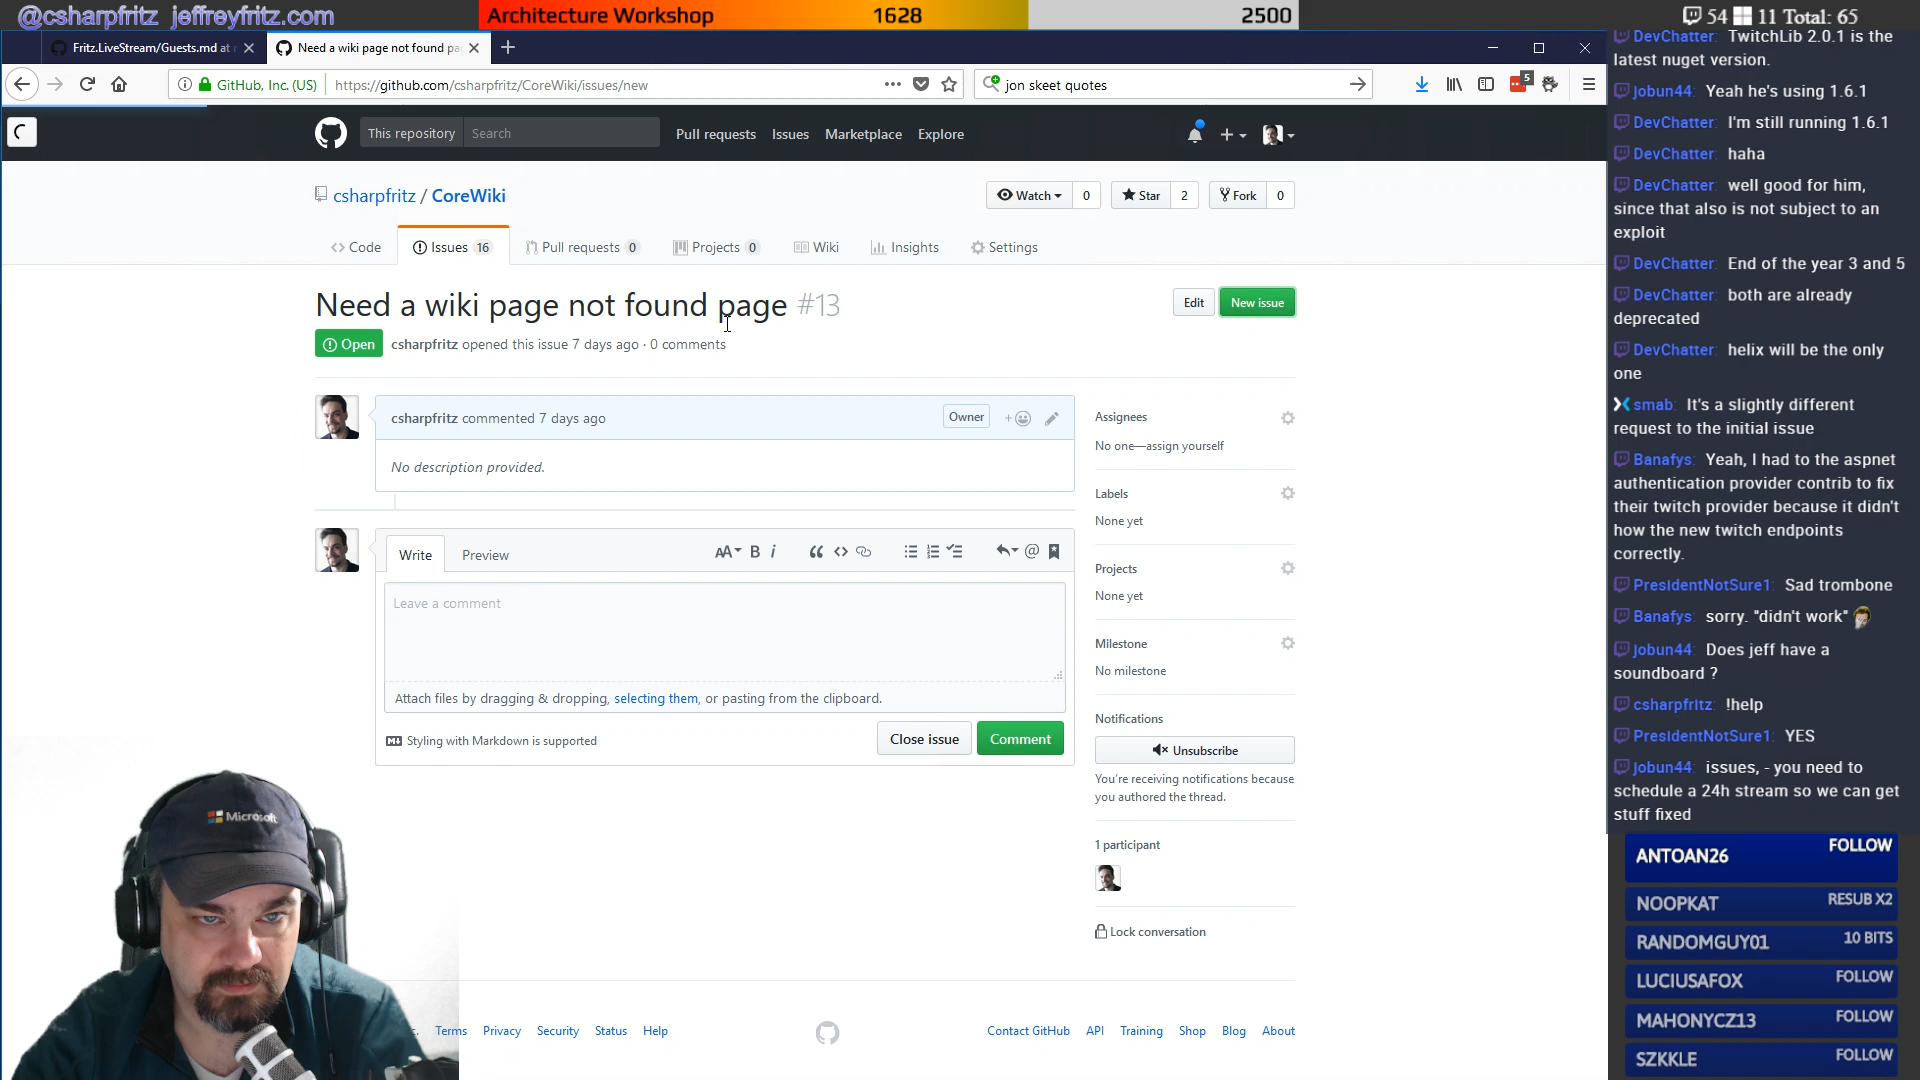 @csharpfritz jeffreyfritz.com
Architecture Workshop 1628 2500
54 11 Total: 65
Fritz.LiveStream/Guests.md at
Need a wiki page not found pa
GitHub, Inc. (US)
https://github.com/csharpfritz/CoreWiki/issues/new
jon skeet quotes
5
This repository
Search
Pull requests Issues Marketplace Explore
csharpfritz / CoreWiki
Watch 0
Star 2
Fork 0
Code
Issues 16
Pull requests 0
Projects 0
Wiki
Insights
Settings
Need a wiki page not found page #13
Edit
New issue
Open
csharpfritz opened this issue 7 days ago · 0 comments
csharpfritz commented 7 days ago
Owner
No description provided.
Write
Preview
AA B i
Leave a comment
Attach files by dragging & dropping, selecting them, or pasting from the clipboard.
Styling with Markdown is supported
Close issue
Comment
Assignees
No one—assign yourself
Labels
None yet
Projects
None yet
Milestone
No milestone
Notifications
Unsubscribe
You're receiving notifications because
you authored the thread.
1 participant
Lock conversation
Terms Privacy Security Status Help
Contact GitHub API Training Shop Blog About
Microsoft
DevChatter: TwitchLib 2.0.1 is the
latest nuget version.
jobun44: Yeah he's using 1.6.1
DevChatter: I'm still running 1.6.1
DevChatter: haha
DevChatter: well good for him,
since that also is not subject to an
exploit
DevChatter: End of the year 3 and 5
DevChatter: both are already
deprecated
DevChatter: helix will be the only
one
smab: It's a slightly different
request to the initial issue
Banafys: Yeah, I had to the aspnet
authentication provider contrib to fix
their twitch provider because it didn't
how the new twitch endpoints
correctly.
PresidentNotSure1: Sad trombone
Banafys: sorry. "didn't work"
jobun44: Does jeff have a
soundboard ?
csharpfritz: !help
PresidentNotSure1: YES
jobun44: issues, - you need to
schedule a 24h stream so we can get
stuff fixed
ANTOAN26 FOLLOW
NOOPKAT RESUB X2
RANDOMGUY01 10 BITS
LUCIUSAFOX FOLLOW
MAHONYCZ13 FOLLOW
SZKKLE FOLLOW